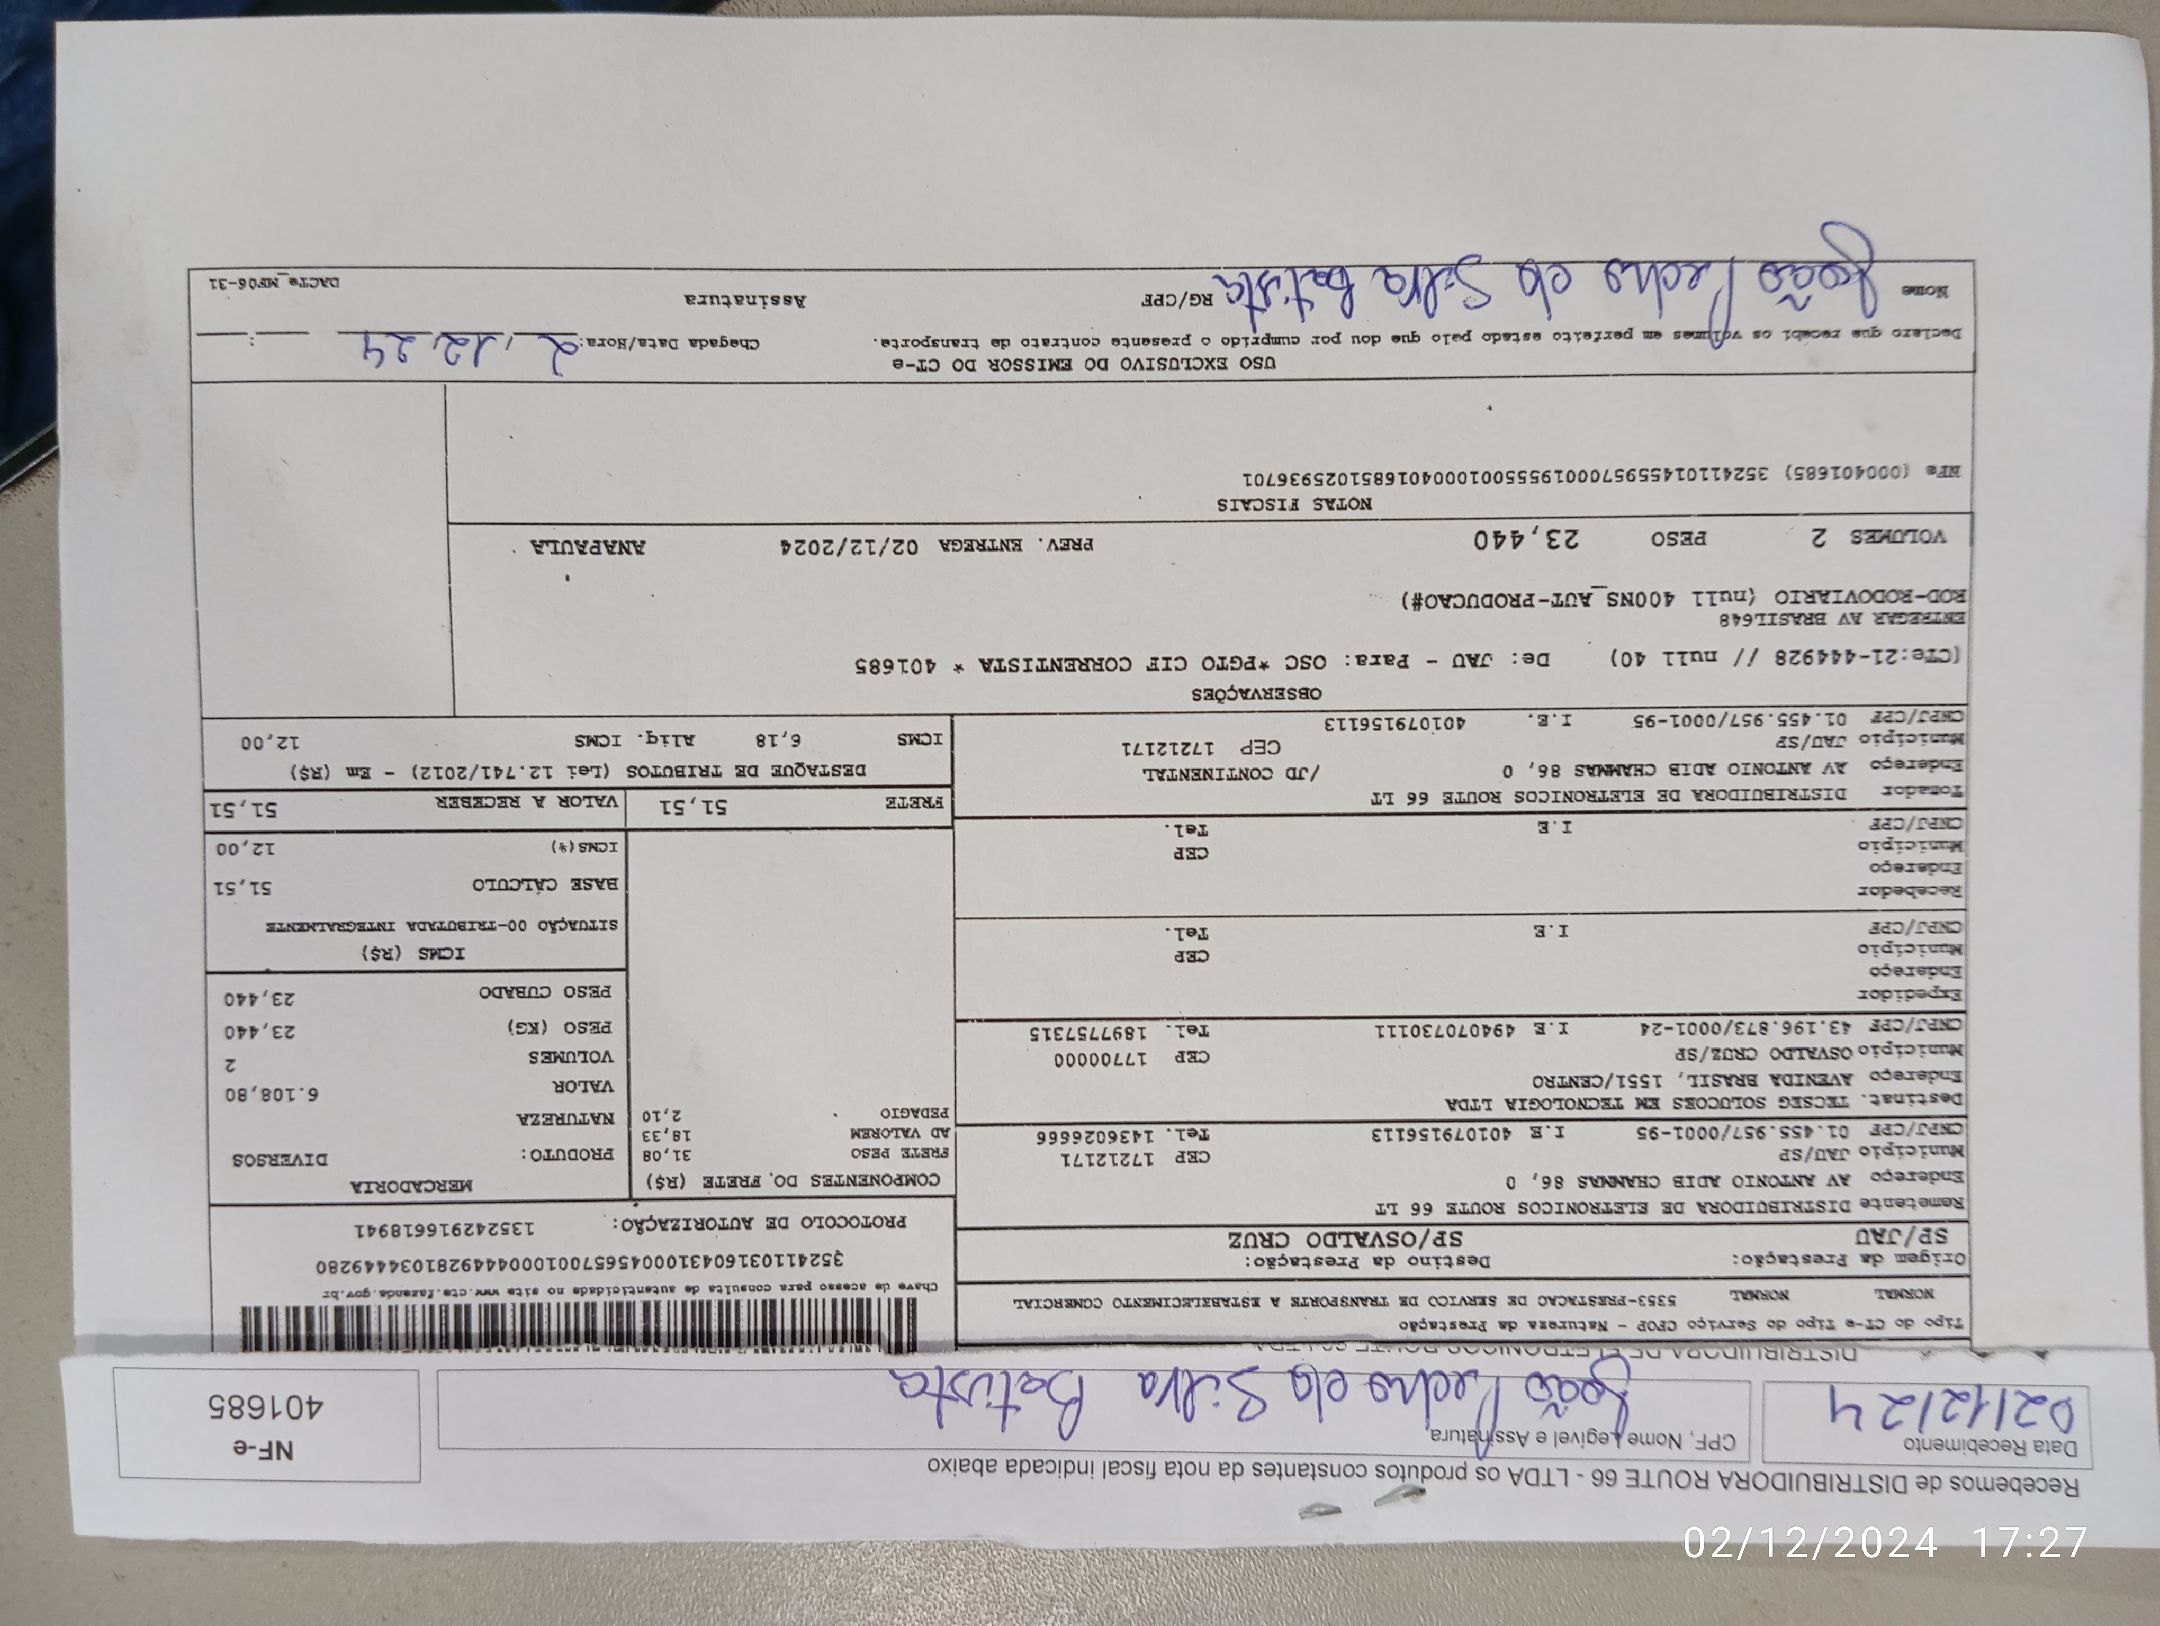 Recebemos de DISTRIBUIDORA ROUTE 66 - LTDA os produtos constantes da nota fiscal indicada abaixo
Data Recebimento
02/12/24
CPF, Nome Legível e Assinatura
João Pedro da Silva Batista
NF-e
401685
DISTRIBUIDORA DE ELETRONICOS ROUTE 66 LTDA
Tipo do CT-e Tipo do Serviço CFOP - Natureza da Prestação
NORMAL NORMAL 5353-PRESTACAO DE SERVICO DE TRANSPORTE A ESTABELECIMENTO COMERCIAL
Origem da Prestação: Destino da Prestação:
SP/JAU SP/OSVALDO CRUZ
Remetente DISTRIBUIDORA DE ELETRONICOS ROUTE 66 LT
Endereço AV ANTONIO ADIB CHAMMAS 86, 0
Município JAU/SP CEP 17212171
CNPJ/CPF 01.455.957/0001-95 I.E 401079156113 Tel. 1436026666
Destinat. TECSEG SOLUCOES EM TECNOLOGIA LTDA
Endereço AVENIDA BRASIL, 1551/CENTRO
Município OSVALDO CRUZ/SP CEP 17700000
CNPJ/CPF 43.196.873/0001-24 I.E 494070730111 Tel. 1897757315
Expedidor
Endereço
Município CEP
CNPJ/CPF I.E Tel.
Recebedor
Endereço
Município CEP
CNPJ/CPF I.E Tel.
Tomador DISTRIBUIDORA DE ELETRONICOS ROUTE 66 LT
Endereço AV ANTONIO ADIB CHAMMAS 86, 0 /JD CONTINENTAL
Município JAU/SP CEP 17212171
CNPJ/CPF 01.455.957/0001-95 I.E. 401079156113
Chave de acesso para consulta de autenticidade no site www.cte.fazenda.gov.br
35241103160431000456570010004449281034449280
PROTOCOLO DE AUTORIZAÇÃO: 135242916618941
COMPONENTES DO FRETE (R$)
FRETE PESO 31,08
AD VALOREM 18,33
PEDAGIO 2,10
MERCADORIA
PRODUTO: DIVERSOS
NATUREZA
VALOR 6.108,80
VOLUMES 2
PESO (KG) 23,440
PESO CUBADO 23,440
ICMS (R$)
SITUAÇÃO 00-TRIBUTADA INTEGRALMENTE
BASE CÁLCULO 51,51
ICMS(%) 12,00
FRETE 51,51 VALOR A RECEBER 51,51
DESTAQUE DE TRIBUTOS (Lei 12.741/2012) - Em (R$)
ICMS 6,18 Aliq. ICMS 12,00
OBSERVAÇÕES
(CTe:21-444928 // null 40) De: JAU - Para: OSC *PGTO CIF CORRENTISTA * 401685
ENTREGAR AV BRASIL648
ROD-RODOVIARIO (null 400NS_AUT-PRODUCAO#)
VOLUMES 2 PESO 23,440 PREV. ENTREGA 02/12/2024 ANAPAULA
NOTAS FISCAIS
NFe (000401685) 35241101455957000195550010004016851025936701
USO EXCLUSIVO DO EMISSOR DO CT-e
Declaro que recebi os volumes em perfeito estado pelo que dou por cumprido o presente contrato de transporte. Chegada Data/Hora: 2, 12, 24 :
Nome João Pedro da Silva Batista RG/CPF Assinatura
DACTe_MF06-31
02/12/2024 17:27